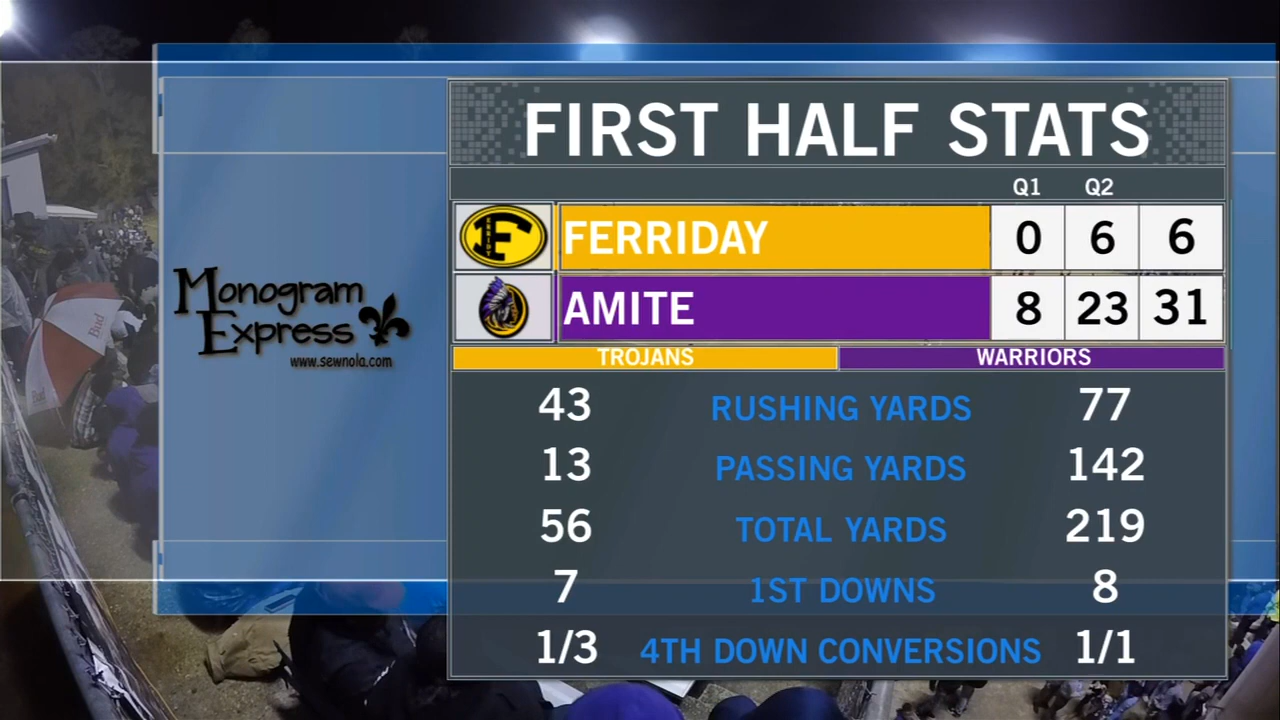 FIRST HALF STATS
Q1 Q2
FERRIDAY 0 6 6
AMITE 8 23 31
TROJANS WARRIORS
43 RUSHING YARDS 77
13 PASSING YARDS 142
56 TOTAL YARDS 219
7 1ST DOWNS 8
1/3 4TH DOWN CONVERSIONS 1/1
Monogram
Express
www.sewnola.com
F
Bud